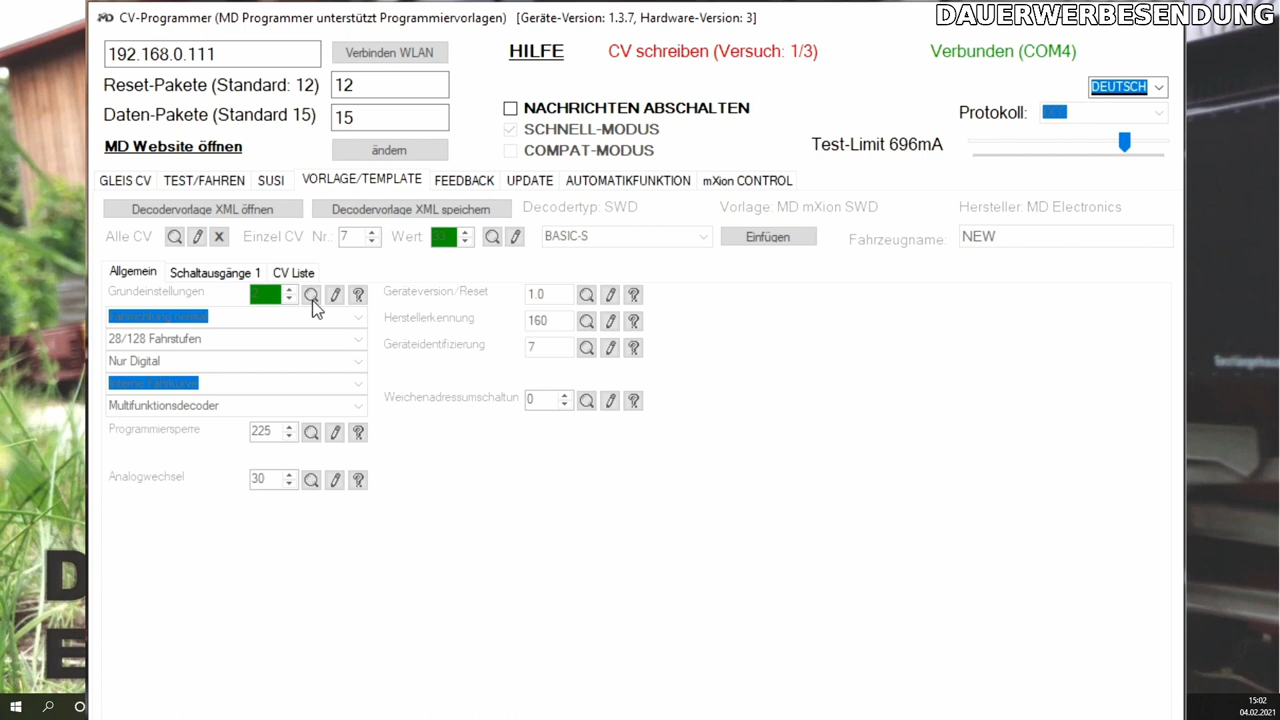 CV-Programmer (MD Programmer unterstützt Programmiervorlagen) [Geräte-Version: 1.3.7, Hardware-Version: 3]
DAUERWERBESENDUNG
192.168.0.111
Verbinden WLAN
HILFE
CV schreiben (Versuch: 1/3)
Verbunden (COM4)
Reset-Pakete (Standard: 12)
12
DEUTSCH
Daten-Pakete (Standard 15)
15
NACHRICHTEN ABSCHALTEN
Protokoll:
SCHNELL-MODUS
MD Website öffnen
ändern
COMPAT-MODUS
Test-Limit 696mA
GLEIS CV
TEST/FAHREN
SUSI
VORLAGE/TEMPLATE
FEEDBACK
UPDATE
AUTOMATIKFUNKTION
mXion CONTROL
Decodervorlage XML öffnen
Decodervorlage XML speichern
Decodertyp: SWD
Vorlage: MD mXion SWD
Hersteller: MD Electronics
Alle CV
X
Einzel CV
Nr.:
7
Wert
BASIC-S
Einfügen
Fahrzeugname:
NEW
Allgemein
Schaltausgänge 1
CV Liste
Grundeinstellungen
Geräteversion/Reset
1.0
Fahrrichtung normal
Herstellerkennung
160
28/128 Fahrstufen
Geräteidentifizierung
7
Nur Digital
Interne Fahrkurve
Weichenadressumschaltun
0
Multifunktionsdecoder
Programmiersperre
225
Analogwechsel
30
15:02
04.02.2021